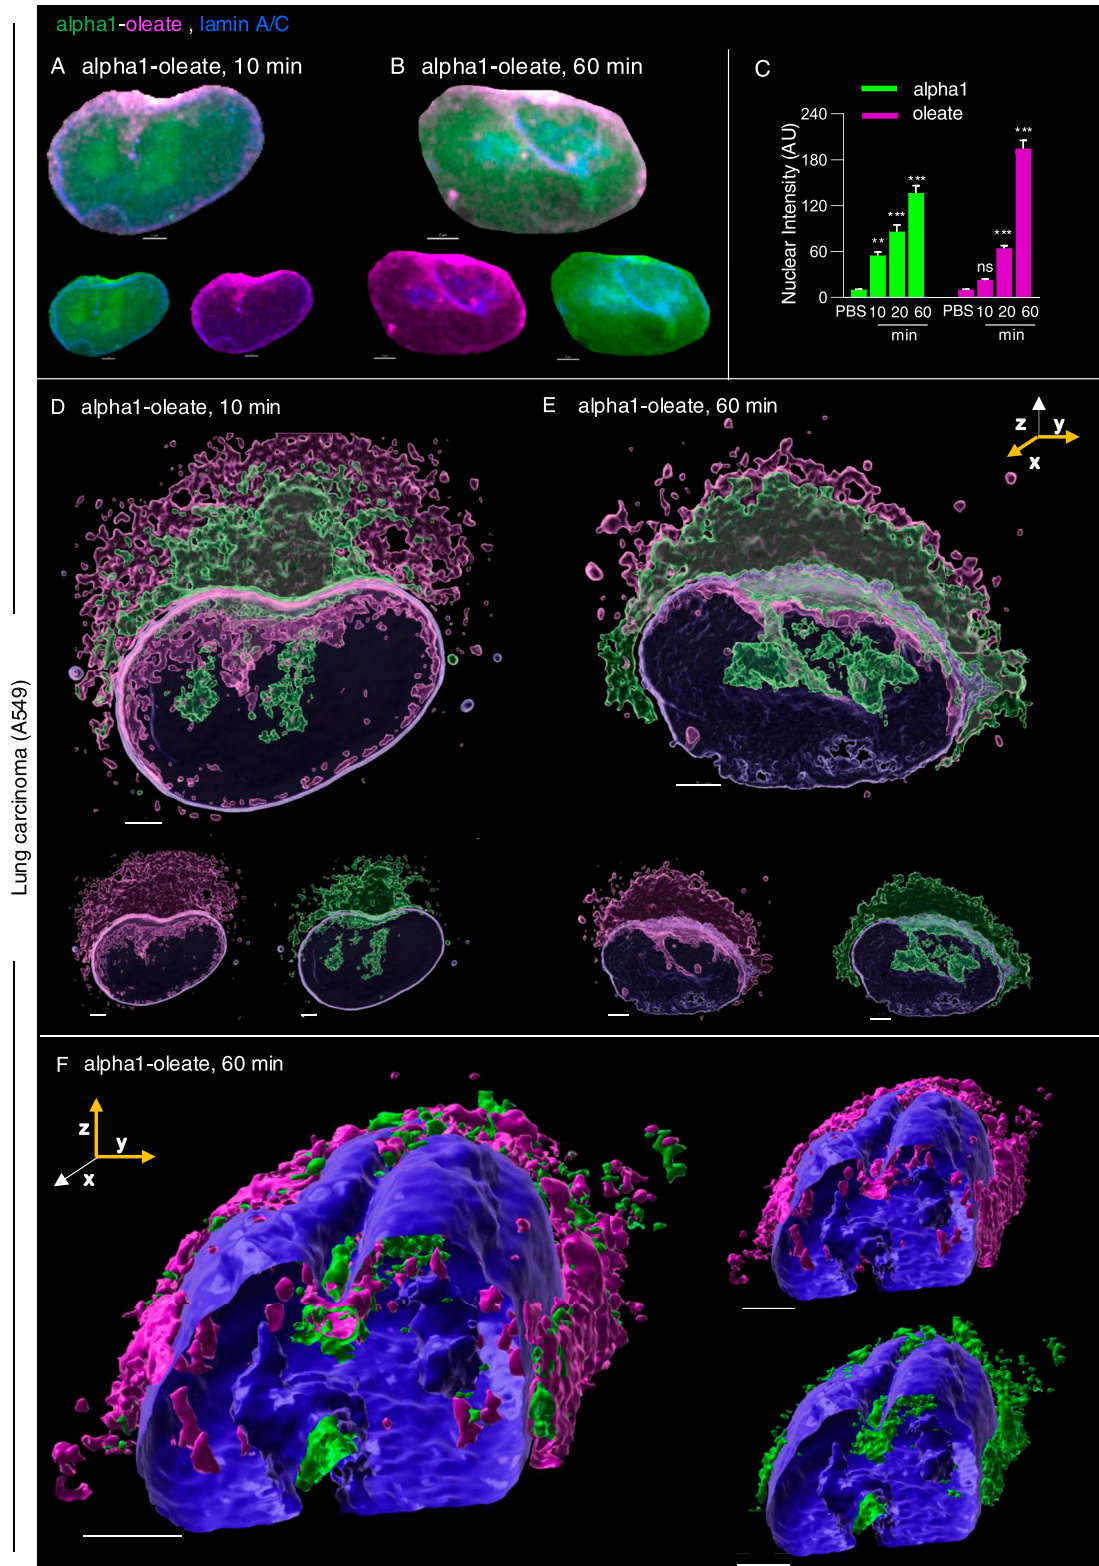 alpha1-oleate , lamin A/C
A alpha1-oleate, 10 min
B alpha1-oleate, 60 min
C
alpha1
oleate
Nuclear Intensity (AU)
240
180
120
60
0
**
***
***
ns
***
***
PBS 10 20 60
min
PBS 10 20 60
min
D alpha1-oleate, 10 min
E alpha1-oleate, 60 min
z
y
x
Lung carcinoma (A549)
F alpha1-oleate, 60 min
z
y
x